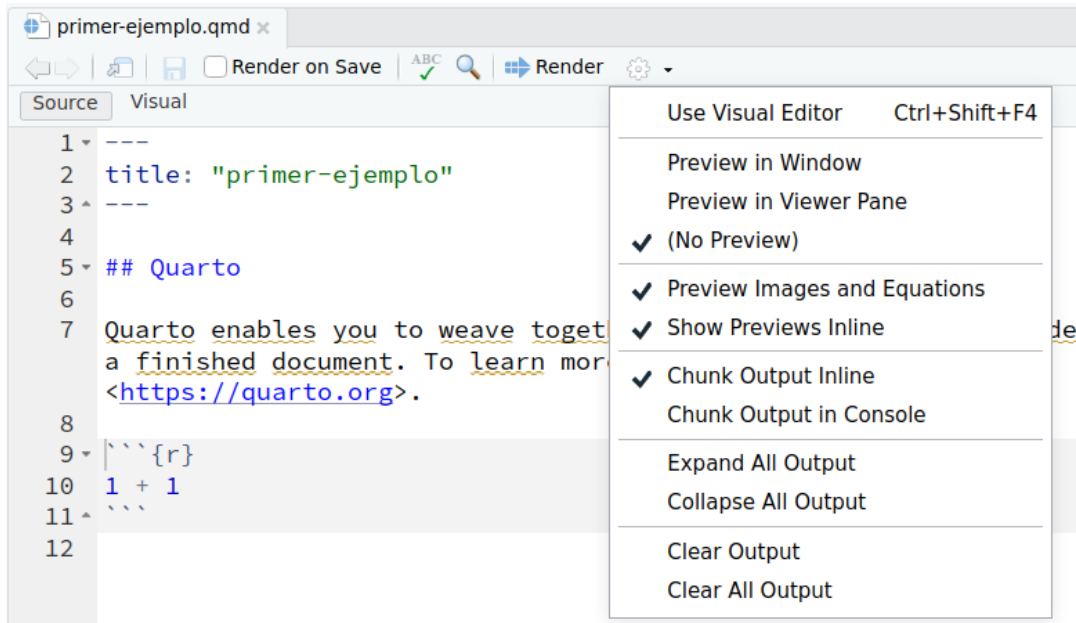 primer-ejemplo.qmd
Render on Save ABC Render
Source Visual
1 ---
2 title: "primer-ejemplo"
3 ---
4
5 ## Quarto
6
7 Quarto enables you to weave toget de
a finished document. To learn mor
<https://quarto.org>.
8
9 ```{r}
10 1 + 1
11 ```
12
Use Visual Editor Ctrl+Shift+F4
Preview in Window
Preview in Viewer Pane
(No Preview)
Preview Images and Equations
Show Previews Inline
Chunk Output Inline
Chunk Output in Console
Expand All Output
Collapse All Output
Clear Output
Clear All Output